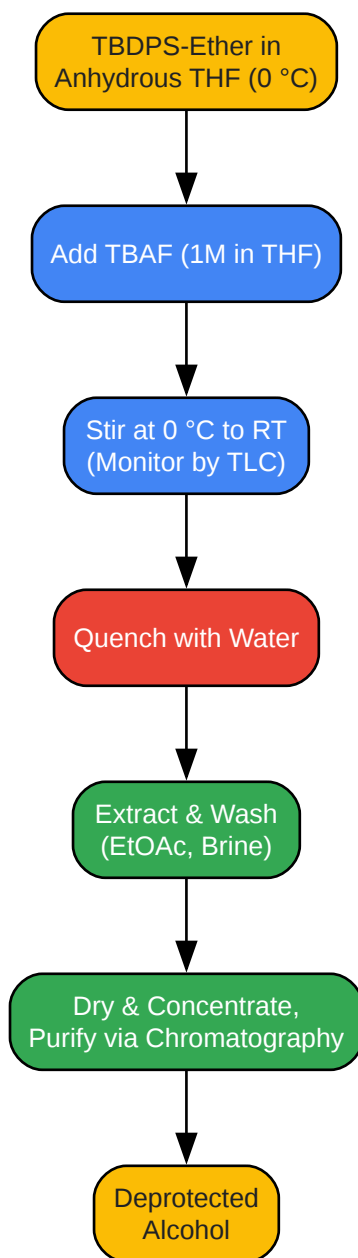 TBDPS-Ether in
Anhydrous THF (0 °C)
Add TBAF (1M in THF)
Stir at 0 °C to RT
(Monitor by TLC)
Quench with Water
Extract & Wash
(EtOAc, Brine)
Dry & Concentrate,
Purify via Chromatography
Deprotected
Alcohol